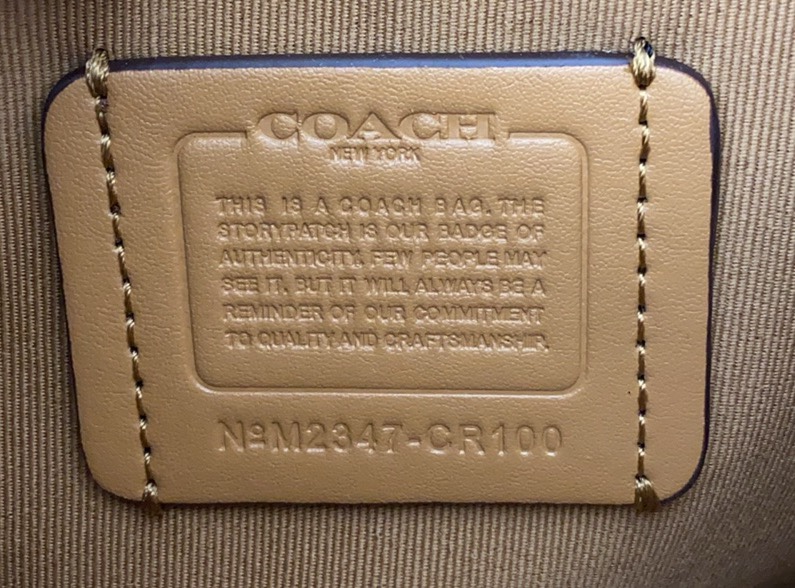 COACH
NEW YORK
THIS IS A COACH BAG. THE
STORYPATCH IS OUR BADGE OF
AUTHENTICITY. FEW PEOPLE MAY
SEE IT, BUT IT WILL ALWAYS BE A
REMINDER OF OUR COMMITMENT
TO QUALITY AND CRAFTSMANSHIP.
NºM2347-CR100